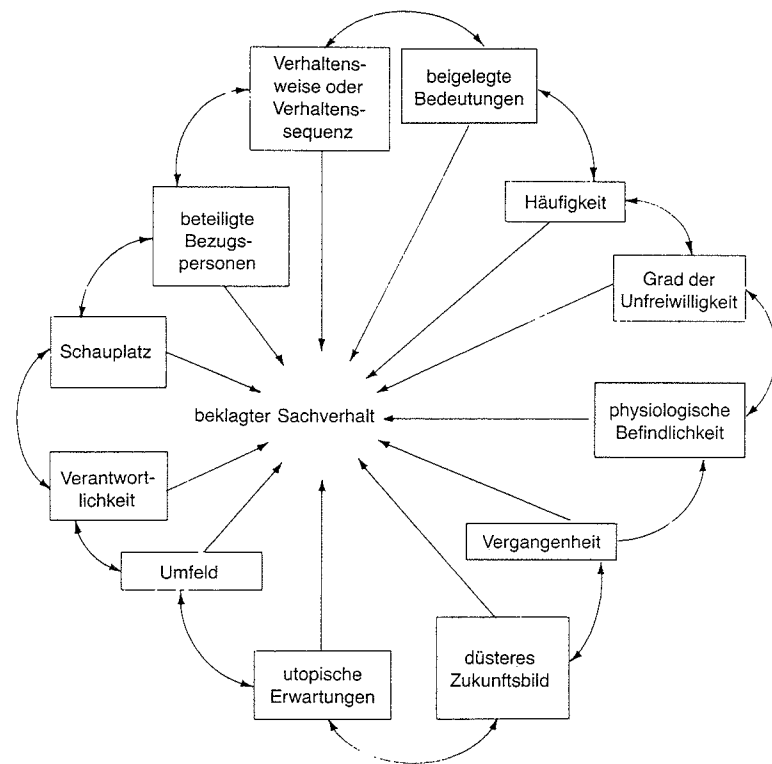 Verhaltens-
weise oder
Verhaltens-
sequenz
beigelegte
Bedeutungen
Häufigkeit
Grad der
Unfreiwilligkeit
physiologische
Befindlichkeit
Vergangenheit
düsteres
Zukunftsbild
utopische
Erwartungen
Umfeld
Verantwort-
lichkeit
Schauplatz
beteiligte
Bezugs-
personen
beklagter Sachverhalt